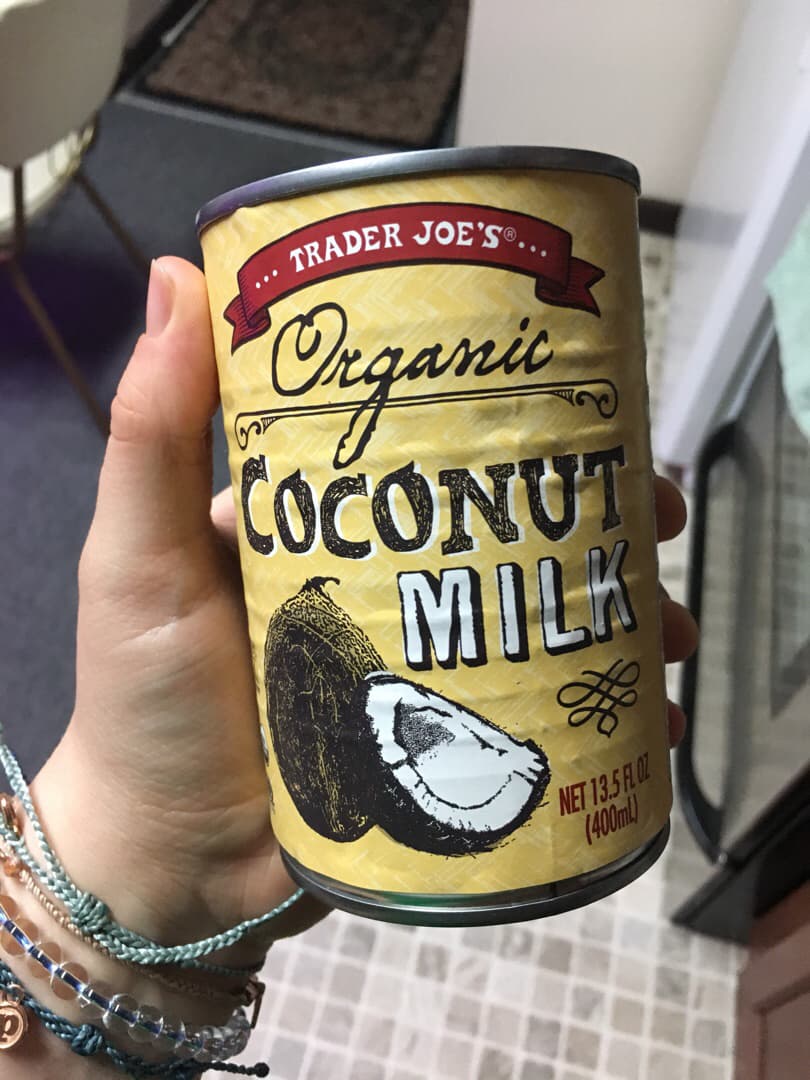 ... TRADER JOE'S® ...
Organic
COCONUT
MILK
NET 13.5 FL OZ
(400mL)
p